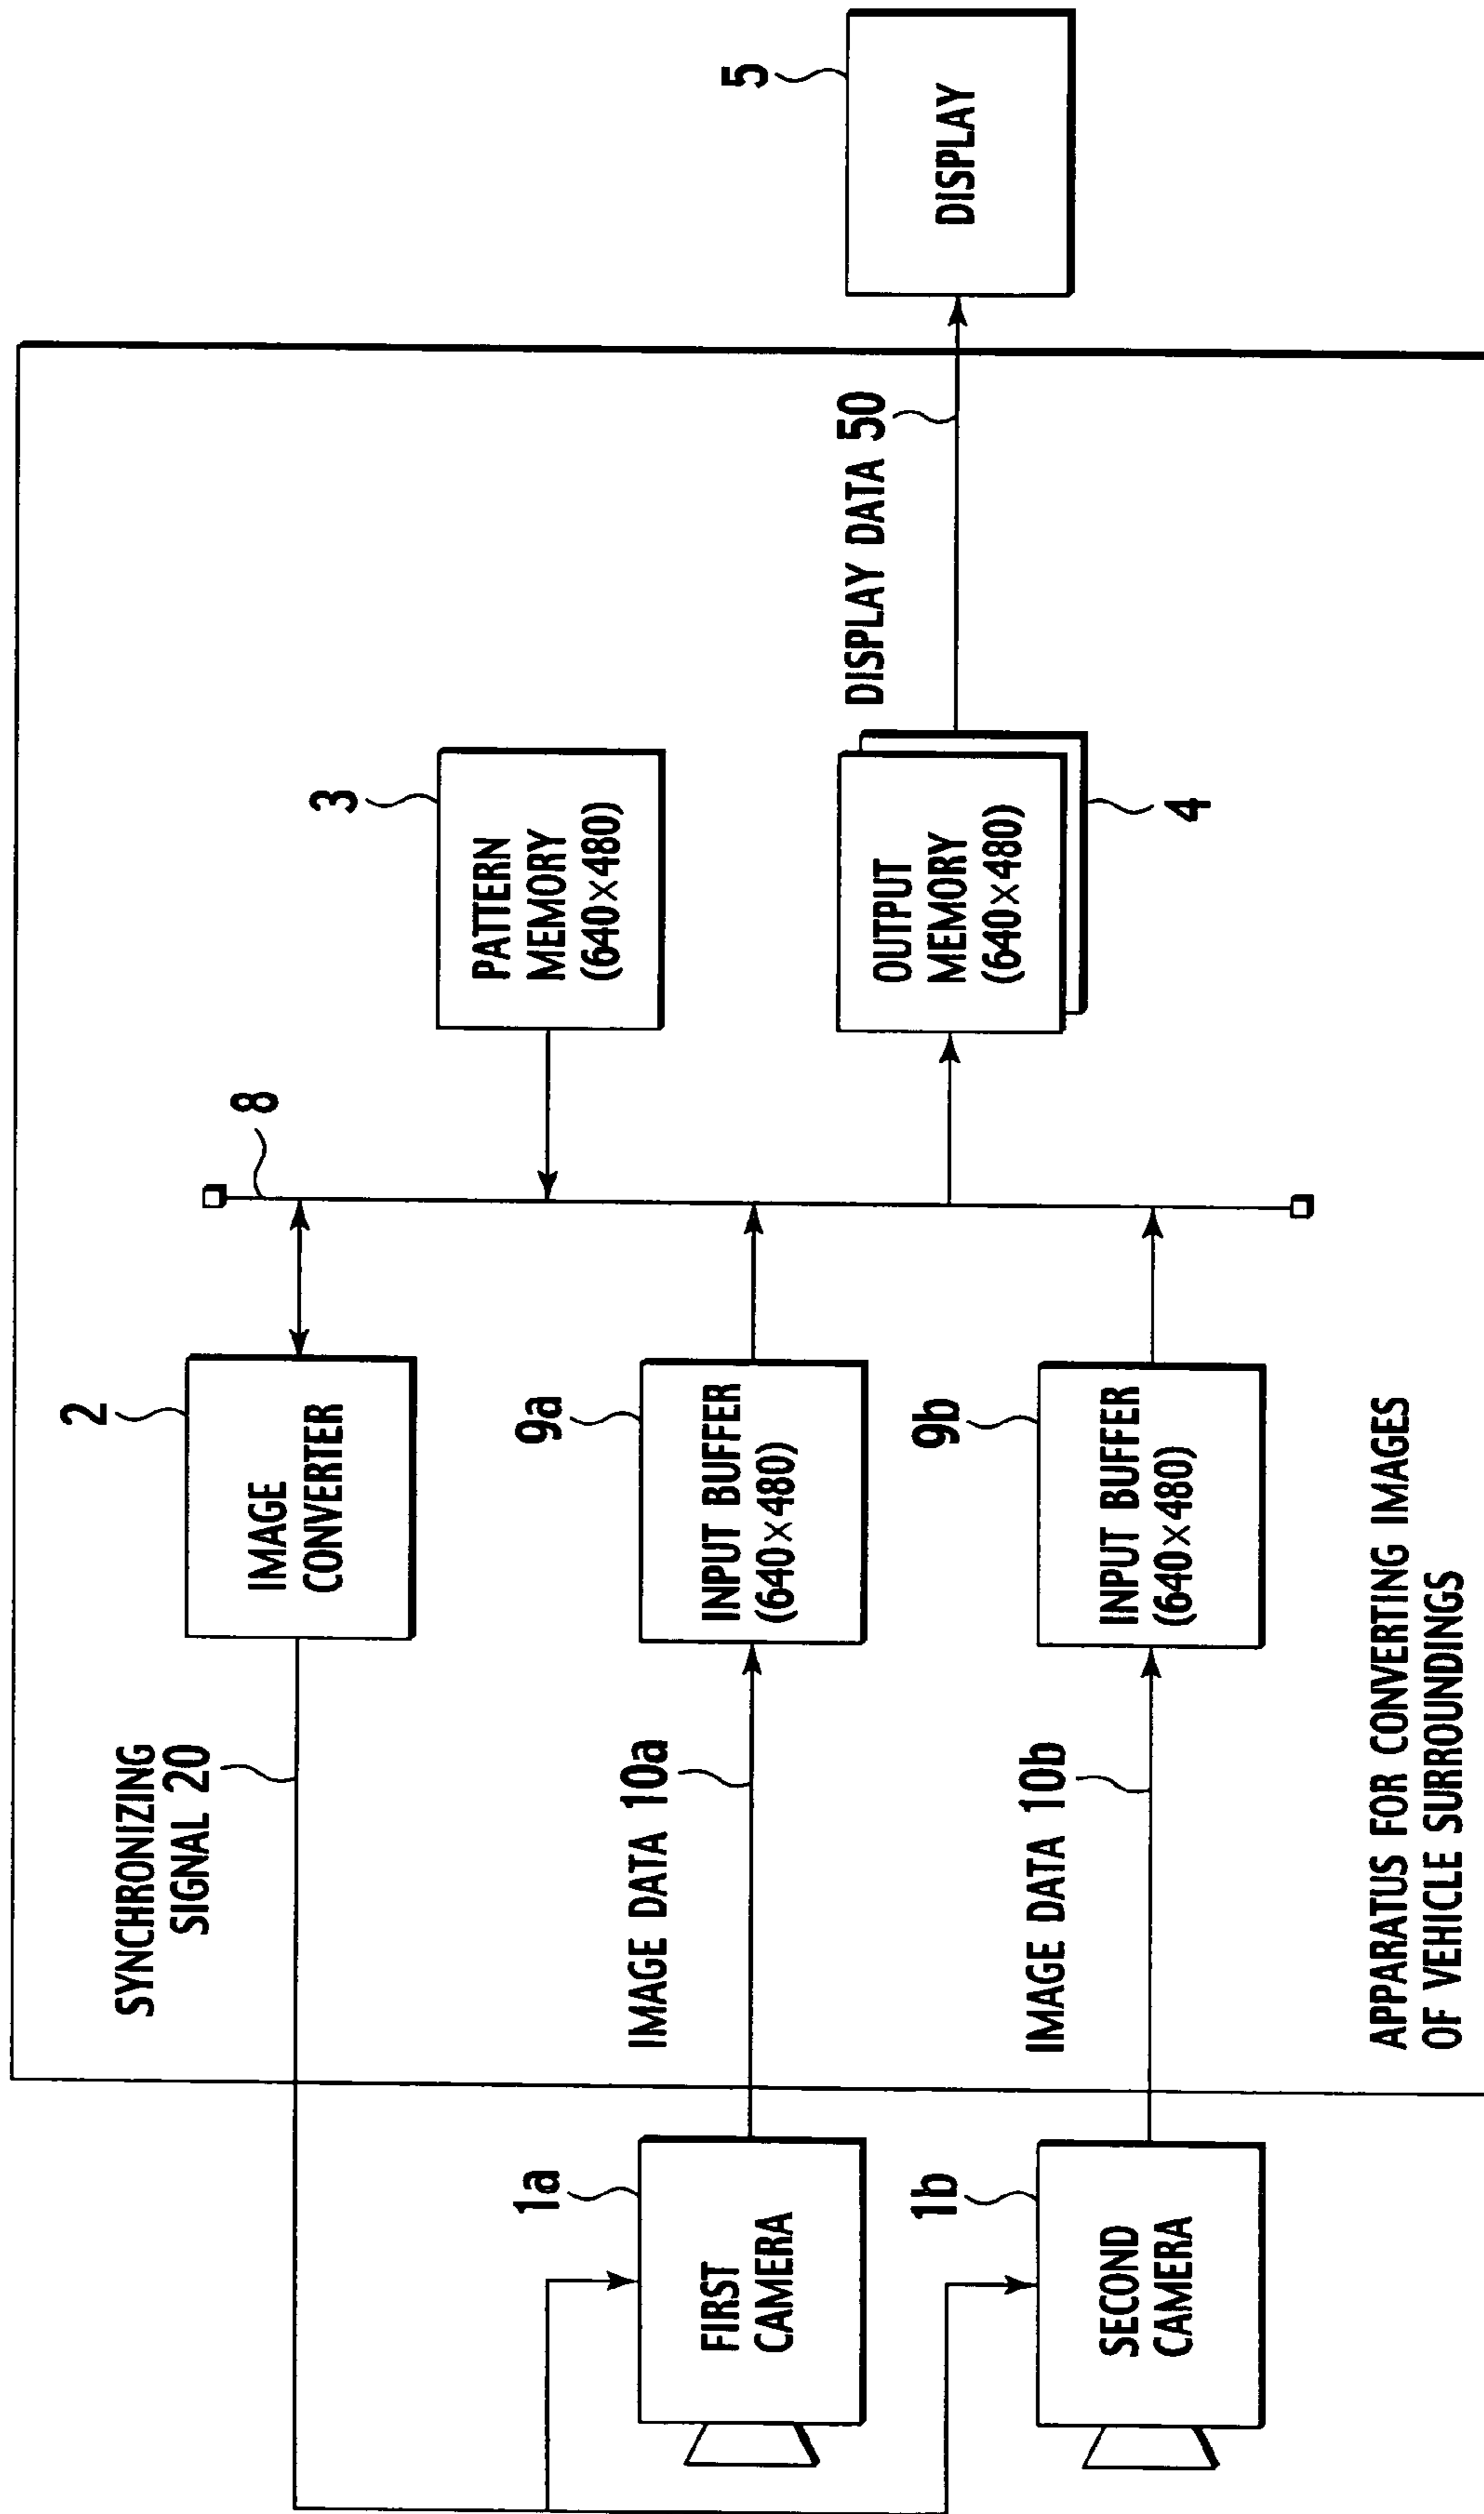 SYNCHRONIZING
SIGNAL 20
2
IMAGE
CONVERTER
8
3
PATTERN
MEMORY
(640×480)
5
DISPLAY
1a
FIRST
CAMERA
IMAGE DATA 10a
9a
INPUT BUFFER
(640×480)
OUTPUT
MEMORY
(640×480)
4
DISPLAY DATA 50
1b
SECOND
CAMERA
IMAGE DATA 10b
9b
INPUT BUFFER
(640×480)
APPARATUS FOR CONVERTING IMAGES
OF VEHICLE SURROUNDINGS